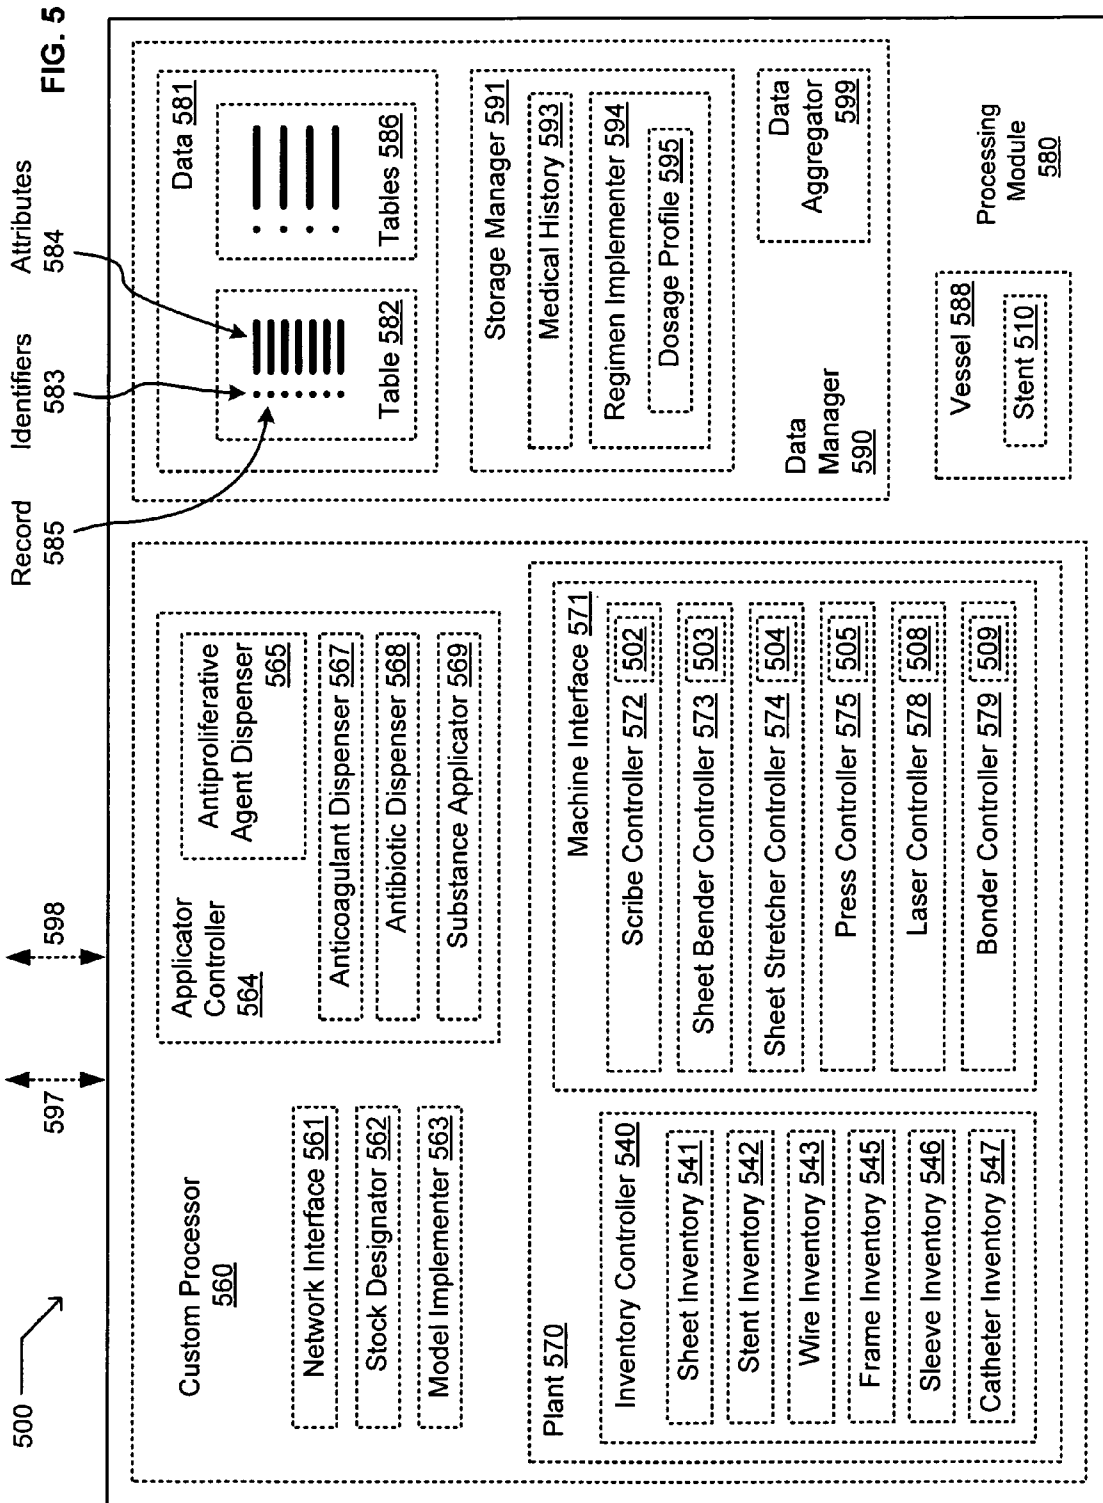 FIG. 5
500
597
598
Record
585
Identifiers
583
Attributes
584
Custom Processor
560
Network Interface 561
Stock Designator 562
Model Implementer 563
Applicator
Controller
564
Antiproliferative
Agent Dispenser
565
Anticoagulant Dispenser 567
Antibiotic Dispenser 568
Substance Applicator 569
Plant 570
Inventory Controller 540
Sheet Inventory 541
Stent Inventory 542
Wire Inventory 543
Frame Inventory 545
Sleeve Inventory 546
Catheter Inventory 547
Machine Interface 571
Scribe Controller 572 502
Sheet Bender Controller 573 503
Sheet Stretcher Controller 574 504
Press Controller 575 505
Laser Controller 578 508
Bonder Controller 579 509
Data 581
Table 582
Tables 586
Storage Manager 591
Medical History 593
Regimen Implementer 594
Dosage Profile 595
Data
Manager
590
Data
Aggregator
599
Vessel 588
Stent 510
Processing
Module
580